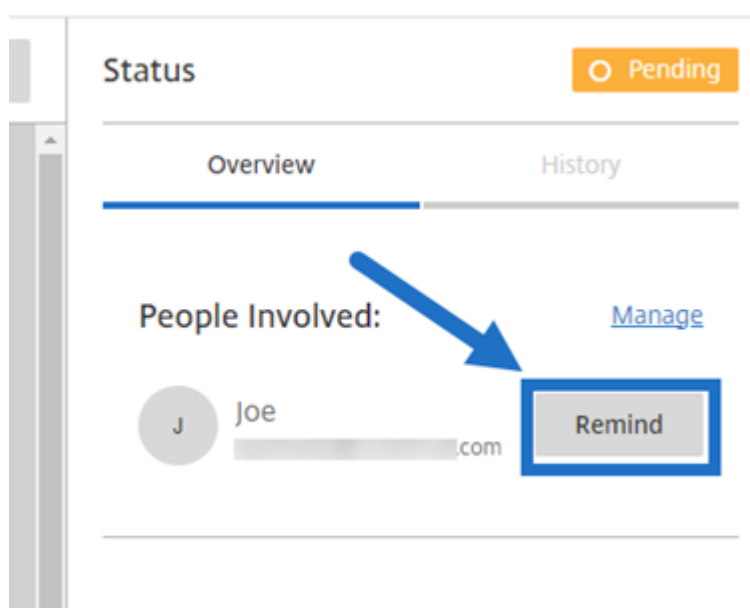 Status
Pending
Overview
History
People Involved:
Manage
J
Joe
.com
Remind